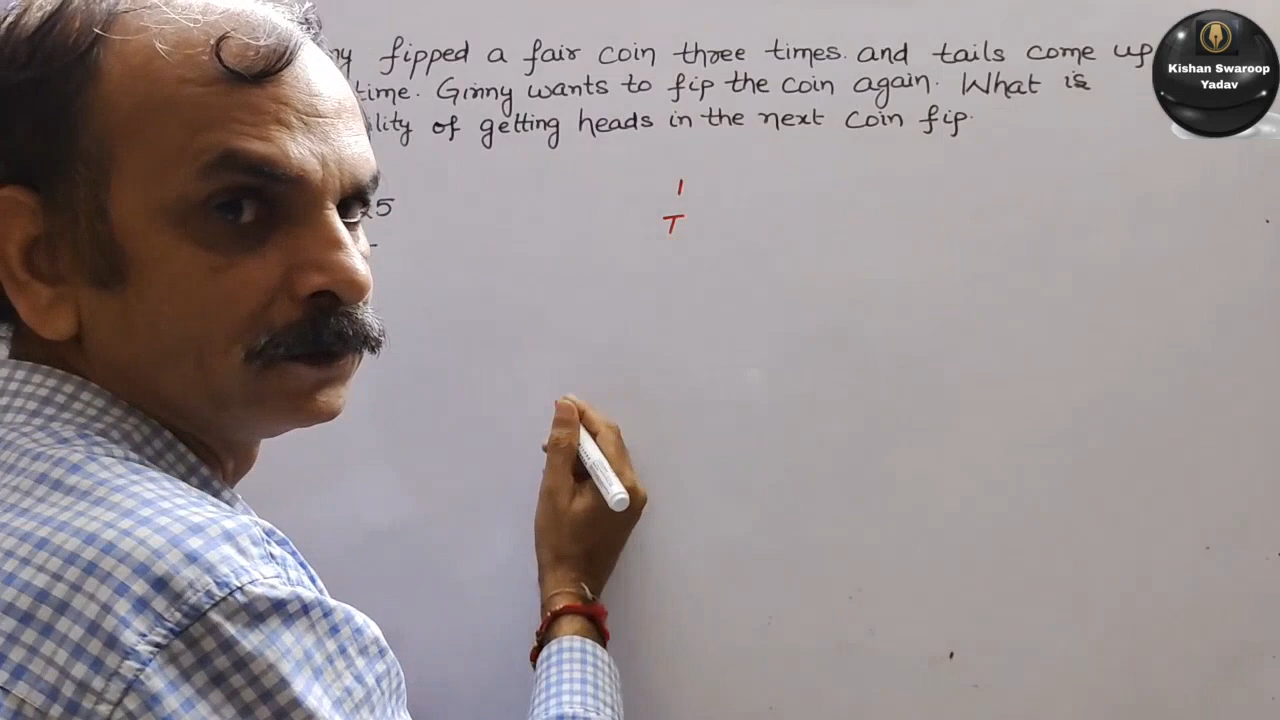 fipped a fair coin three times. and tails come up
time. Ginny wants to fip the coin again. What is
of getting heads in the next coin fip.
5
1
T
Kishan Swaroop
Yadav